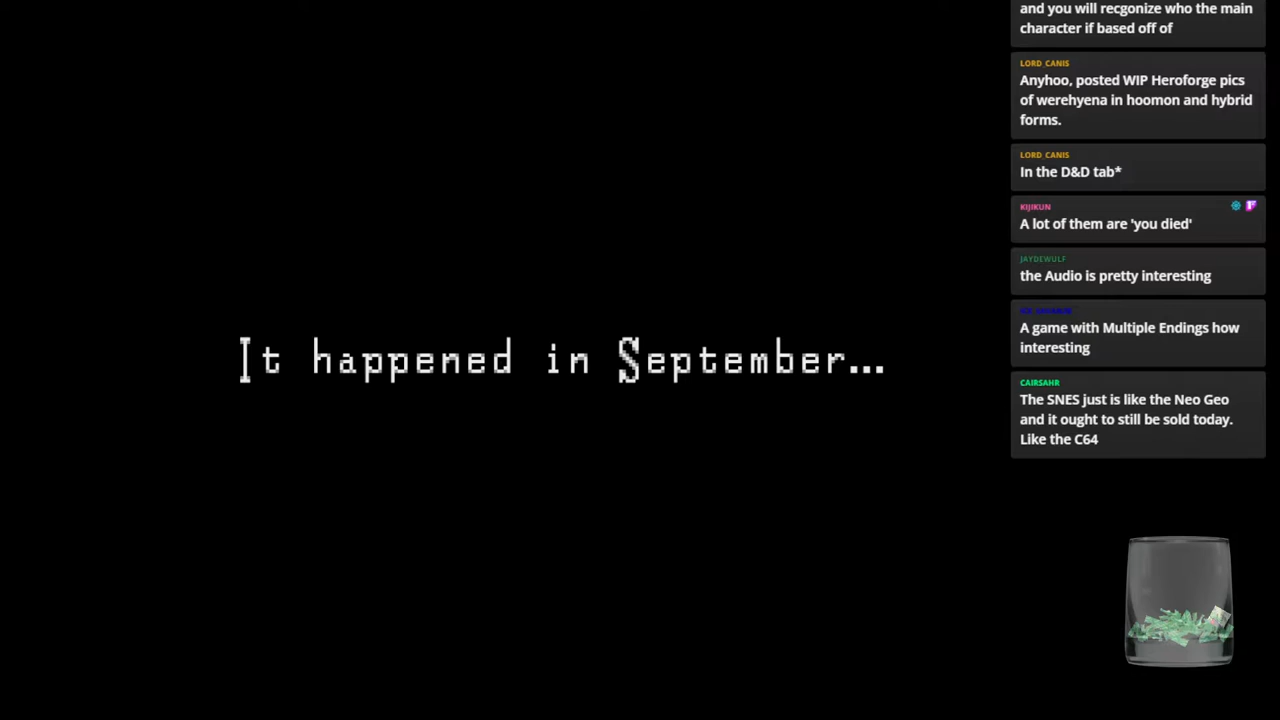 and you will recgonize who the main
character if based off of
LORD_CANIS
Anyhoo, posted WIP Heroforge pics
of werehyena in hoomon and hybrid
forms.
LORD_CANIS
In the D&D tab*
KIJIKUN
A lot of them are 'you died'
JAYDEWULF
the Audio is pretty interesting
A game with Multiple Endings how
interesting
CAIRSAHR
The SNES just is like the Neo Geo
and it ought to still be sold today.
Like the C64
It happened in September...